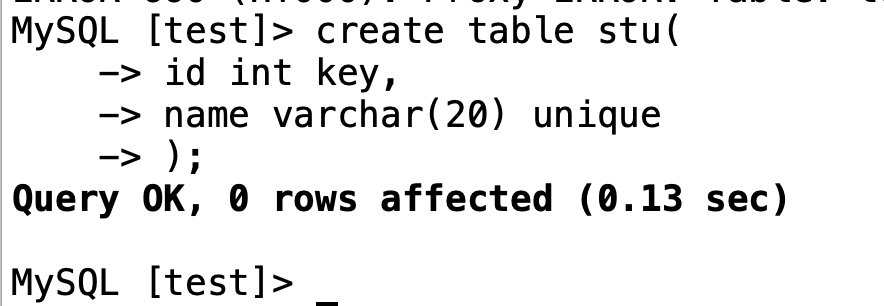 MySQL [test]> create table stu(
    -> id int key,
    -> name varchar(20) unique
    -> );
Query OK, 0 rows affected (0.13 sec)
MySQL [test]>